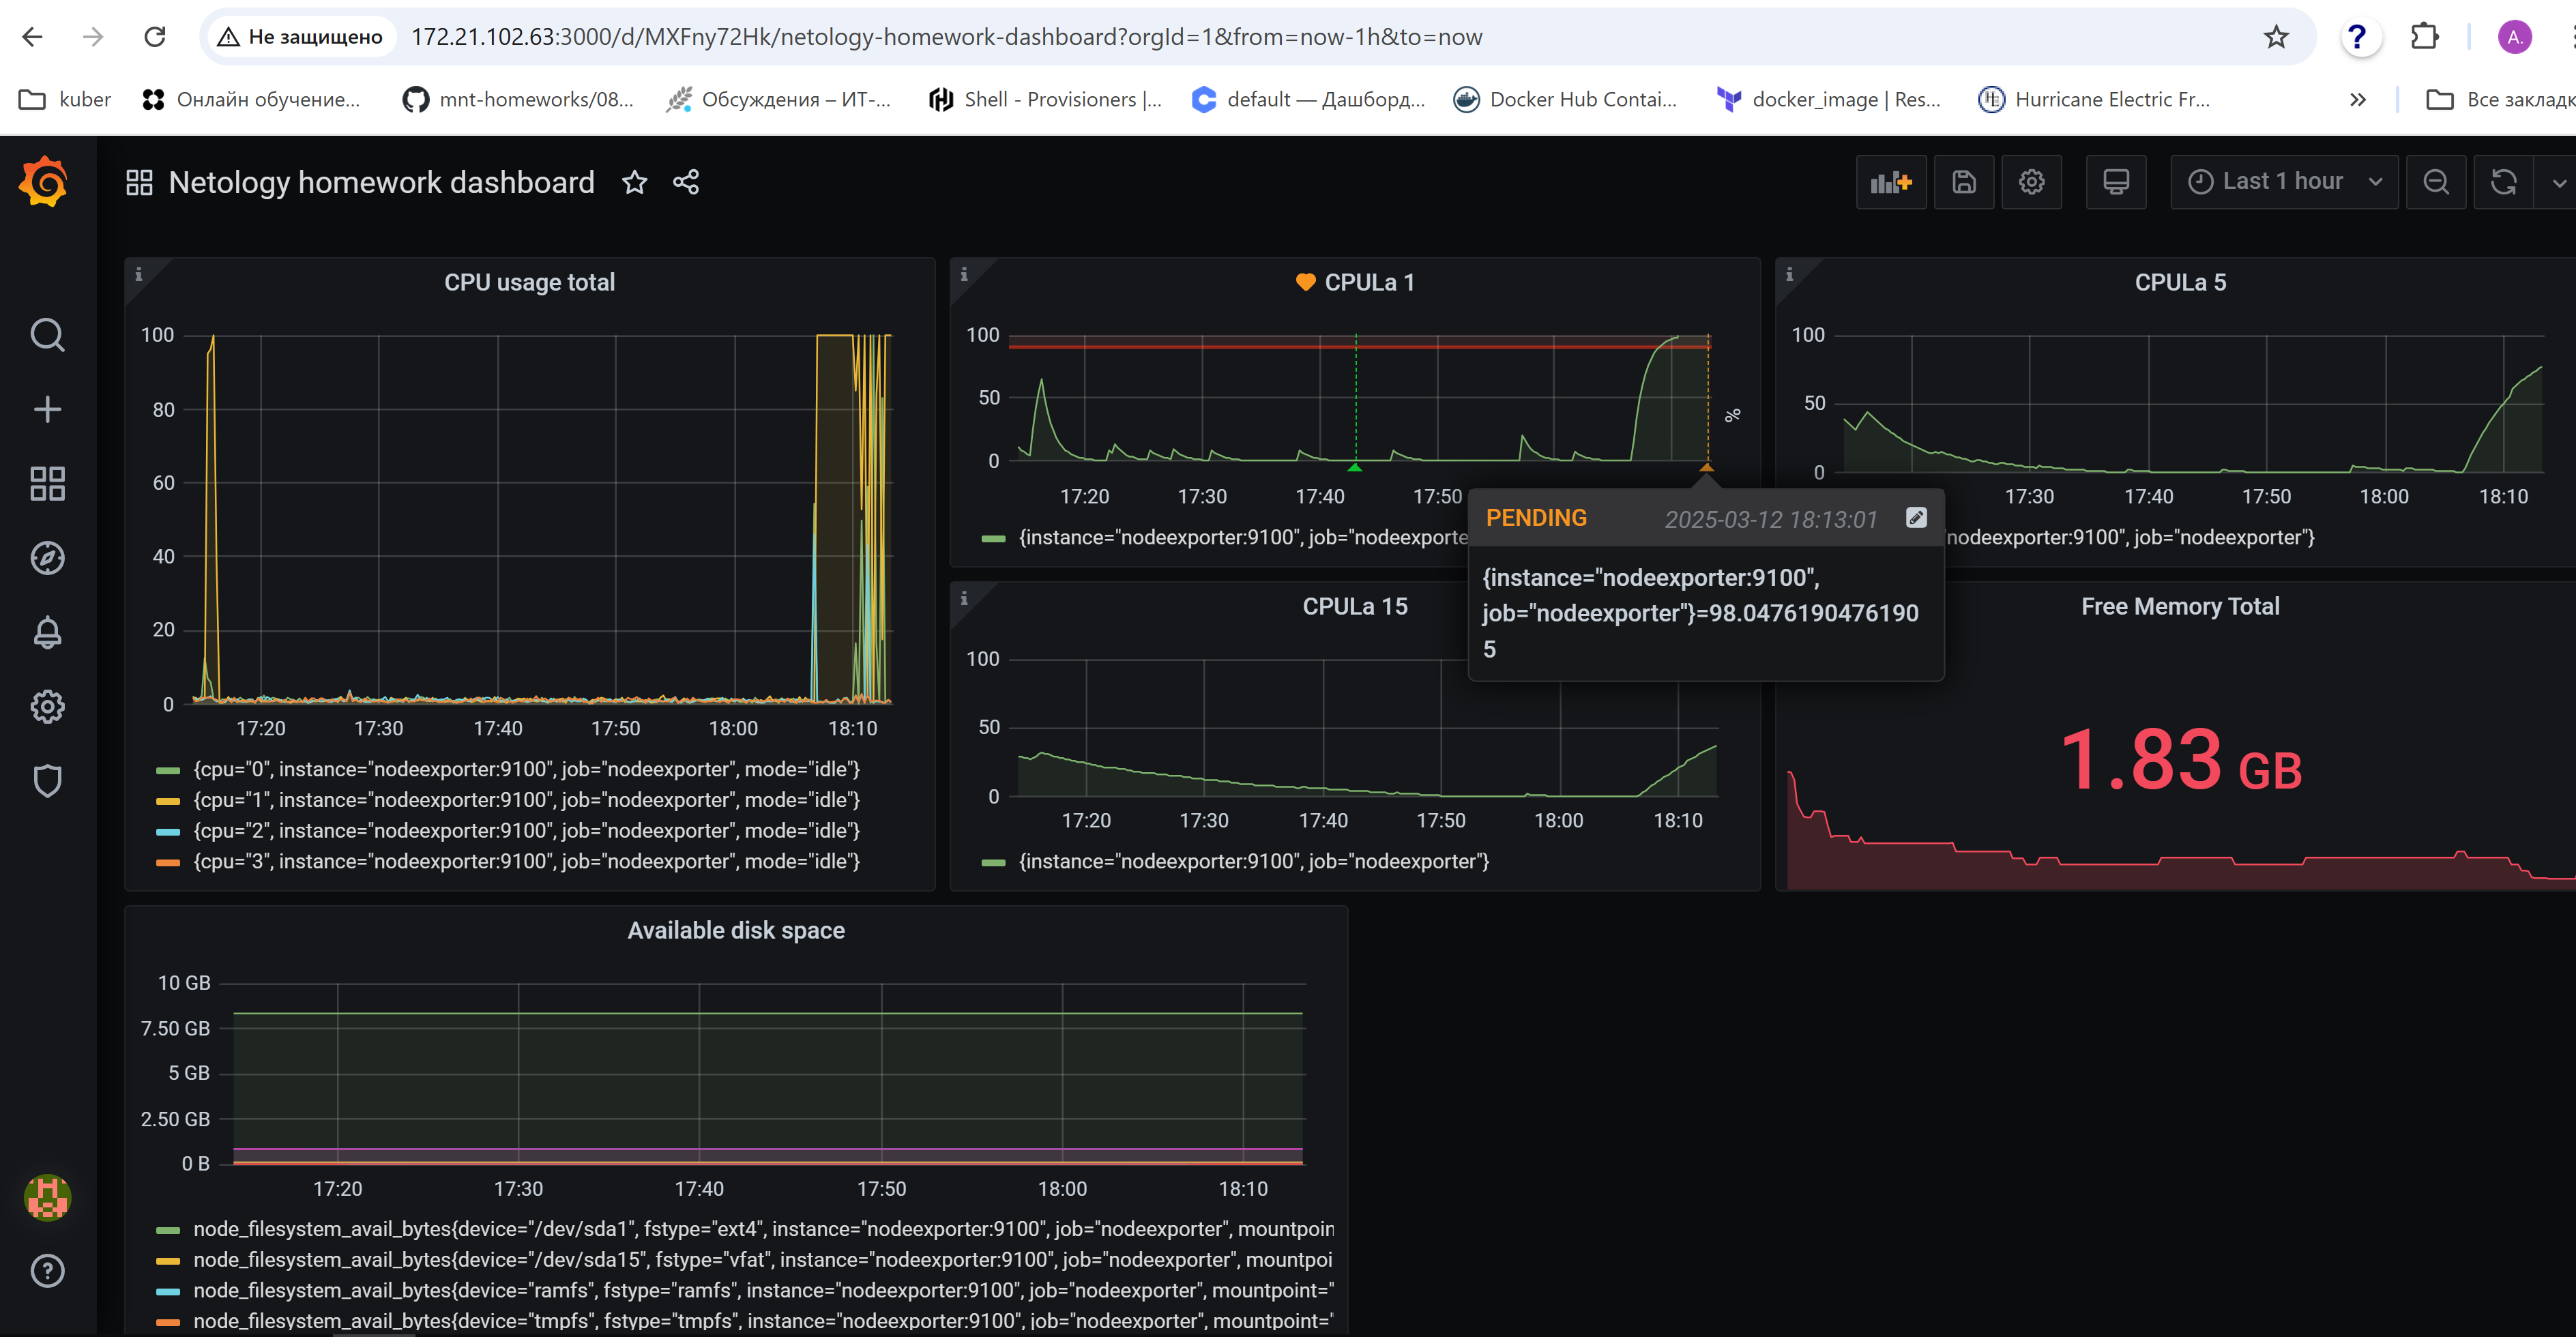 Не защищено 172.21.102.63:3000/d/MXFny72Hk/netology-homework-dashboard?orgId=1&from=now-1h&to=now ? A.
kuber Онлайн обучение... mnt-homeworks/08... Обсуждения – ИТ-... Shell - Provisioners |... default — Дашборд... Docker Hub Contai... docker_image | Res... Hurricane Electric Fr... » Все закладк
Netology homework dashboard Last 1 hour
CPU usage total
100
80
60
40
20
0
17:20 17:30 17:40 17:50 18:00 18:10
{cpu="0", instance="nodeexporter:9100", job="nodeexporter", mode="idle"}
{cpu="1", instance="nodeexporter:9100", job="nodeexporter", mode="idle"}
{cpu="2", instance="nodeexporter:9100", job="nodeexporter", mode="idle"}
{cpu="3", instance="nodeexporter:9100", job="nodeexporter", mode="idle"}
CPULa 1
100
50
0
%
17:20 17:30 17:40 17:50
{instance="nodeexporter:9100", job="nodeexporte
PENDING 2025-03-12 18:13:01
{instance="nodeexporter:9100",
job="nodeexporter"}=98.0476190476190
5
CPULa 5
100
50
0
17:30 17:40 17:50 18:00 18:10
nodeexporter:9100", job="nodeexporter"}
CPULa 15
100
50
0
17:20 17:30 17:40 17:50 18:00 18:10
{instance="nodeexporter:9100", job="nodeexporter"}
Free Memory Total
1.83 GB
Available disk space
10 GB
7.50 GB
5 GB
2.50 GB
0 B
17:20 17:30 17:40 17:50 18:00 18:10
node_filesystem_avail_bytes{device="/dev/sda1", fstype="ext4", instance="nodeexporter:9100", job="nodeexporter", mountpoin
node_filesystem_avail_bytes{device="/dev/sda15", fstype="vfat", instance="nodeexporter:9100", job="nodeexporter", mountpoi
node_filesystem_avail_bytes{device="ramfs", fstype="ramfs", instance="nodeexporter:9100", job="nodeexporter", mountpoint="
node_filesystem_avail_bytes{device="tmpfs", fstype="tmpfs", instance="nodeexporter:9100", job="nodeexporter", mountpoint="